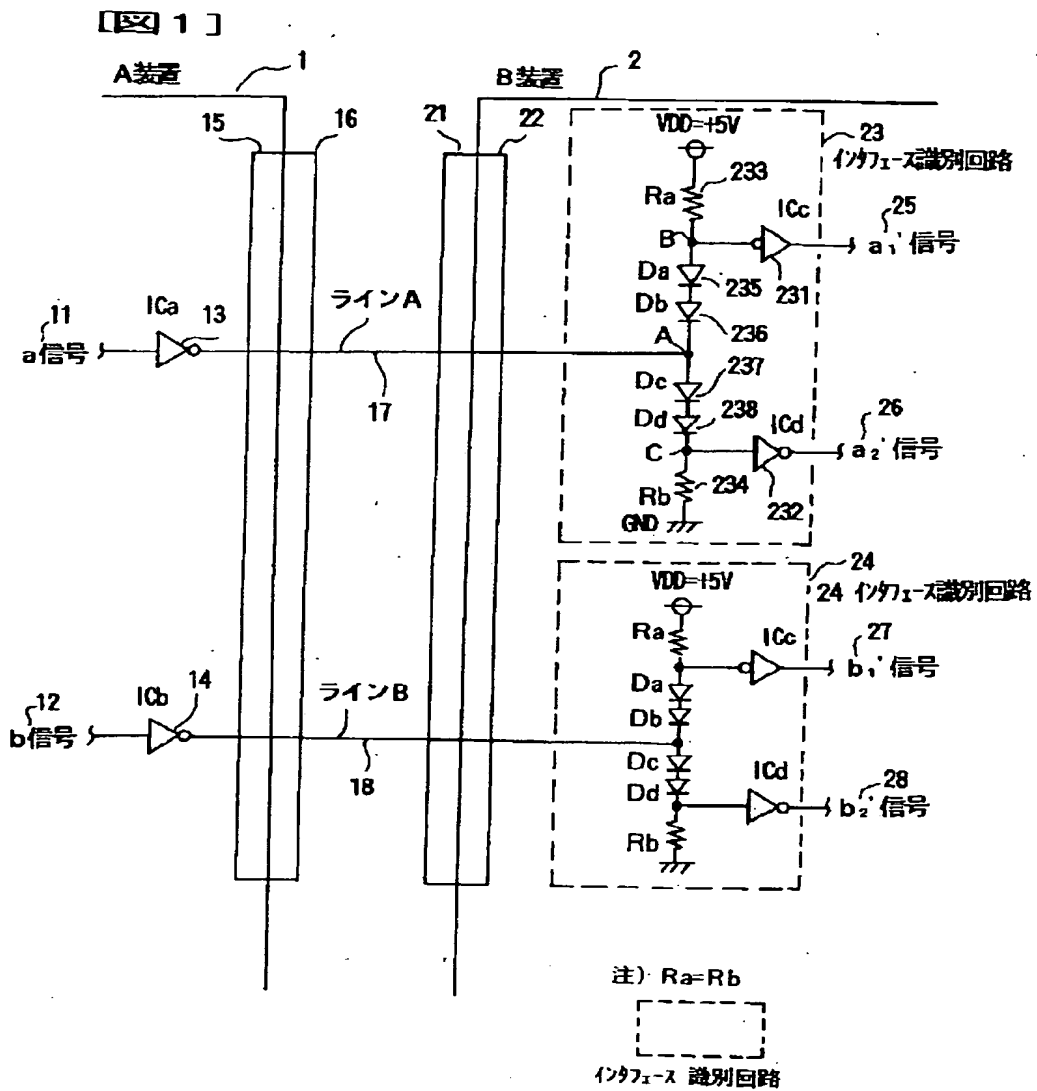 [図1]
A装置
1
B装置
2
15
16
21
22
VDD=+5V
23
インタフェース識別回路
Ra
233
ICc
25
a₁'信号
B
231
Da
235
Db
236
ラインA
11
a信号
ICa
13
A
17
Dc
237
Dd
238
ICd
26
a₂'信号
C
232
Rb
234
GND
VDD=+5V
24
24 インタフェース識別回路
Ra
ICc
27
b₁'信号
Da
Db
ラインB
12
b信号
ICb
14
18
Dc
Dd
ICd
28
b₂'信号
Rb
注) Ra=Rb
インタフェース 識別回路